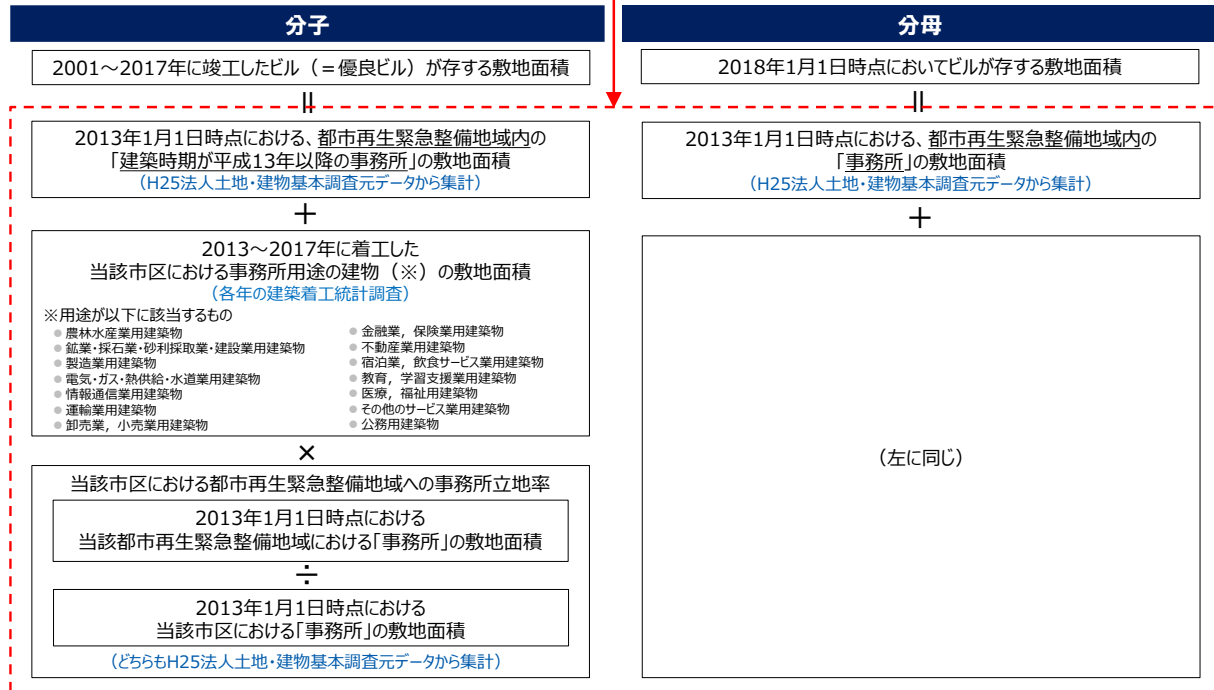 分子
2001～2017年に竣工したビル（＝優良ビル）が存する敷地面積
＝
2013年1月1日時点における、都市再生緊急整備地域内の
「建築時期が平成13年以降の事務所」の敷地面積
（H25法人土地・建物基本調査元データから集計）
＋
2013～2017年に着工した
当該市区における事務所用途の建物（※）の敷地面積
（各年の建築着工統計調査）
※用途が以下に該当するもの
● 農林水産業用建築物
● 鉱業・採石業・砂利採取業・建設業用建築物
● 製造業用建築物
● 電気・ガス・熱供給・水道業用建築物
● 情報通信業用建築物
● 運輸業用建築物
● 卸売業，小売業用建築物
● 金融業，保険業用建築物
● 不動産業用建築物
● 宿泊業，飲食サービス業用建築物
● 教育，学習支援業用建築物
● 医療，福祉用建築物
● その他のサービス業用建築物
● 公務用建築物
×
当該市区における都市再生緊急整備地域への事務所立地率
2013年1月1日時点における
当該都市再生緊急整備地域における「事務所」の敷地面積
÷
2013年1月1日時点における
当該市区における「事務所」の敷地面積
（どちらもH25法人土地・建物基本調査元データから集計）
分母
2018年1月1日時点においてビルが存する敷地面積
＝
2013年1月1日時点における、都市再生緊急整備地域内の
「事務所」の敷地面積
（H25法人土地・建物基本調査元データから集計）
＋
（左に同じ）